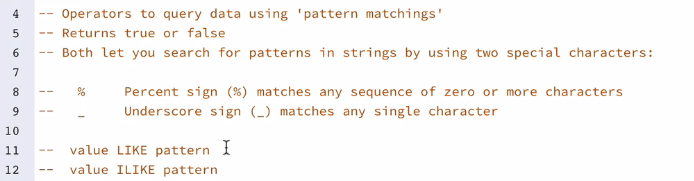 4 -- Operators to query data using 'pattern matchings'
5 -- Returns true or false
6 -- Both let you search for patterns in strings by using two special characters:
7
8 -- % Percent sign (%) matches any sequence of zero or more characters
9 -- _ Underscore sign (_) matches any single character
10
11 -- value LIKE pattern
12 -- value ILIKE pattern